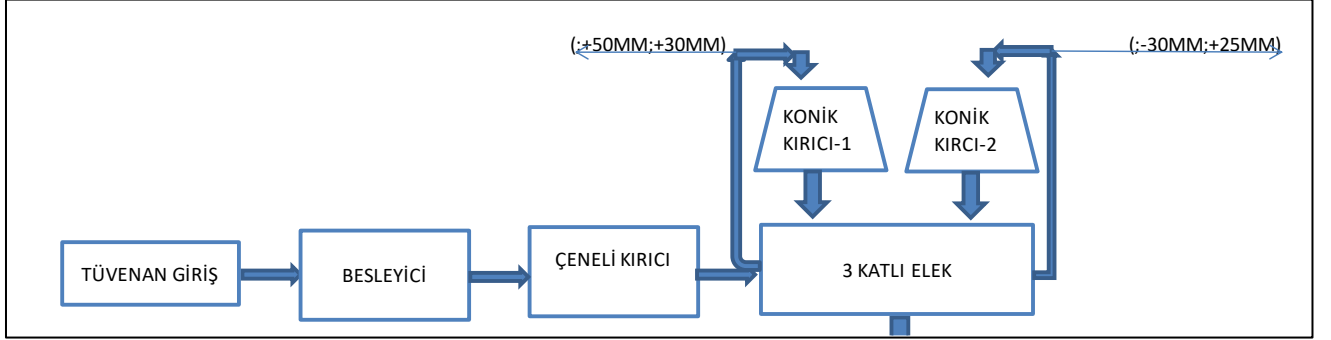 (;+50MM;+30MM)
(;-30MM;+25MM)
KONİK
KIRICI-1
KONİK
KIRCI-2
TÜVENAN GİRİŞ
BESLEYİCİ
ÇENELİ KIRICI
3 KATLI ELEK